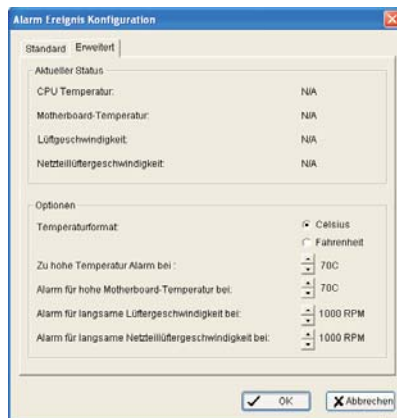 Alarm Ereignis Konfiguration
Standard Erweitert
Aktueller Status
CPU Temperatur: N/A
Motherboard-Temperatur: N/A
Lüftgeschwindigkeit: N/A
Netzteillüftergeschwindigkeit: N/A
Optionen
Temperaturformat: Celsius
Fahrenheit
Zu hohe Temperatur Alarm bei : 70C
Alarm für hohe Motherboard-Temperatur bei: 70C
Alarm für langsame Lüftergeschwindigkeit bei: 1000 RPM
Alarm für langsame Netzteillüftergeschwindigkeit bei: 1000 RPM
OK Abbrechen